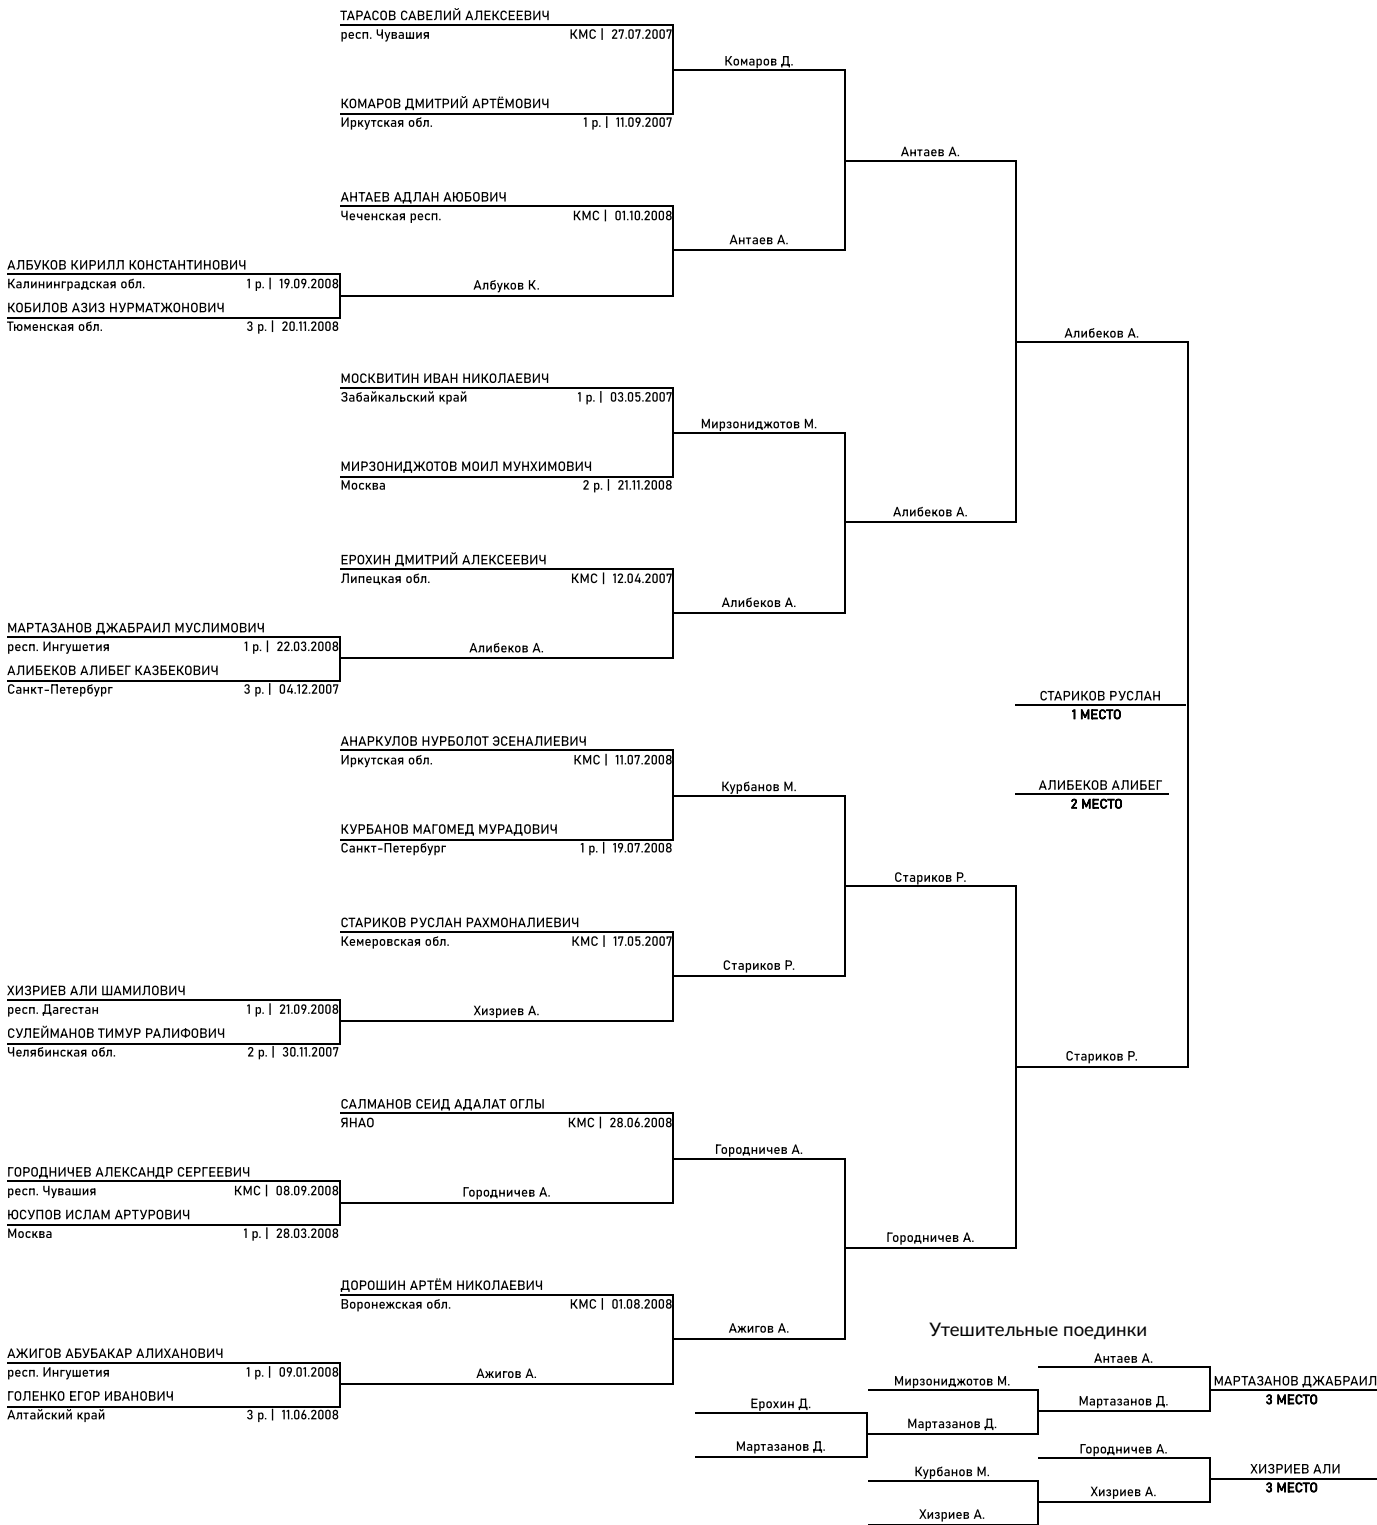 ТАРАСОВ САВЕЛИЙ АЛЕКСЕЕВИЧ
респ. Чувашия КМС | 27.07.2007
Комаров Д.
КОМАРОВ ДМИТРИЙ АРТЁМОВИЧ
Иркутская обл. 1 р. | 11.09.2007
Антаев А.
АНТАЕВ АДЛАН АЮБОВИЧ
Чеченская респ. КМС | 01.10.2008
Антаев А.
АЛБУКОВ КИРИЛЛ КОНСТАНТИНОВИЧ
Калининградская обл. 1 р. | 19.09.2008
Албуков К.
КОБИЛОВ АЗИЗ НУРМАТЖОНОВИЧ
Тюменская обл. 3 р. | 20.11.2008
Алибеков А.
МОСКВИТИН ИВАН НИКОЛАЕВИЧ
Забайкальский край 1 р. | 03.05.2007
Мирзониджотов М.
МИРЗОНИДЖОТОВ МОИЛ МУНХИМОВИЧ
Москва 2 р. | 21.11.2008
Алибеков А.
ЕРОХИН ДМИТРИЙ АЛЕКСЕЕВИЧ
Липецкая обл. КМС | 12.04.2007
Алибеков А.
МАРТАЗАНОВ ДЖАБРАИЛ МУСЛИМОВИЧ
респ. Ингушетия 1 р. | 22.03.2008
Алибеков А.
АЛИБЕКОВ АЛИБЕГ КАЗБЕКОВИЧ
Санкт-Петербург 3 р. | 04.12.2007
СТАРИКОВ РУСЛАН
1 МЕСТО
АНАРКУЛОВ НУРБОЛОТ ЭСЕНАЛИЕВИЧ
Иркутская обл. КМС | 11.07.2008
Курбанов М.
АЛИБЕКОВ АЛИБЕГ
2 МЕСТО
КУРБАНОВ МАГОМЕД МУРАДОВИЧ
Санкт-Петербург 1 р. | 19.07.2008
Стариков Р.
СТАРИКОВ РУСЛАН РАХМОНАЛИЕВИЧ
Кемеровская обл. КМС | 17.05.2007
Стариков Р.
ХИЗРИЕВ АЛИ ШАМИЛОВИЧ
респ. Дагестан 1 р. | 21.09.2008
Хизриев А.
СУЛЕЙМАНОВ ТИМУР РАЛИФОВИЧ
Челябинская обл. 2 р. | 30.11.2007
Стариков Р.
САЛМАНОВ СЕИД АДАЛАТ ОГЛЫ
ЯНАО КМС | 28.06.2008
Городничев А.
ГОРОДНИЧЕВ АЛЕКСАНДР СЕРГЕЕВИЧ
респ. Чувашия КМС | 08.09.2008
Городничев А.
ЮСУПОВ ИСЛАМ АРТУРОВИЧ
Москва 1 р. | 28.03.2008
Городничев А.
ДОРОШИН АРТЁМ НИКОЛАЕВИЧ
Воронежская обл. КМС | 01.08.2008
Ажигов А.
АЖИГОВ АБУБАКАР АЛИХАНОВИЧ
респ. Ингушетия 1 р. | 09.01.2008
Ажигов А.
ГОЛЕНКО ЕГОР ИВАНОВИЧ
Алтайский край 3 р. | 11.06.2008
Утешительные поединки
Антаев А.
Мирзониджотов М.
МАРТАЗАНОВ ДЖАБРАИЛ
3 МЕСТО
Ерохин Д.
Мартазанов Д.
Мартазанов Д.
Мартазанов Д.
Городничев А.
Курбанов М.
ХИЗРИЕВ АЛИ
3 МЕСТО
Хизриев А.
Хизриев А.